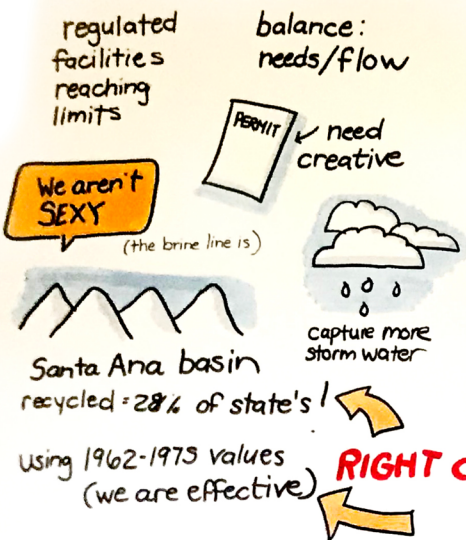 regulated
facilities
reaching
limits
balance:
needs/flow
PERMIT
need
creative
We aren't
SEXY
(the brine line is)
capture more
storm water
Santa Ana basin
recycled = 28% of state's!
using 1962-1975 values
(we are effective)
RIGHT